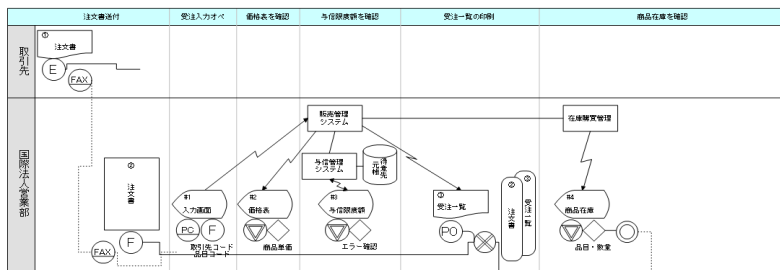 注文書送付
受注入力オペ
価格表を確認
与信限度額を確認
受注一覧の印刷
商品在庫を確認
取引先
①
注文書
E
FAX
国際法人営業部
販売管理
システム
在庫購買管理
与信管理
システム
得意先
元帳
②
注文書
#1
入力画面
#2
価格表
#3
与信限度額
①
受注一覧
②
注文書
③
受注一覧
#4
商品在庫
PC
F
取引先コード
品目コード
商品単価
エラー確認
PO
品目・数量
F
FAX